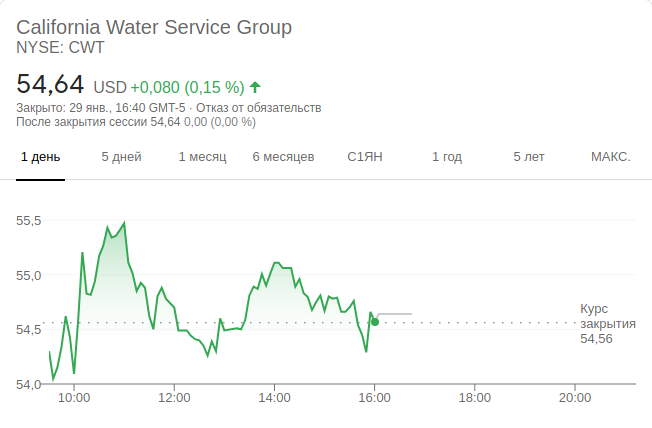 California Water Service Group
NYSE: CWT
54,64 USD +0,080 (0,15 %)
Закрыто: 29 янв., 16:40 GMT-5 · Отказ от обязательств
После закрытия сессии 54,64 0,00 (0,00 %)
1 день 5 дней 1 месяц 6 месяцев С1ЯН 1 год 5 лет МАКС.
55,5
55,0
54,5
54,0
Курс
закрытия
54,56
10:00 12:00 14:00 16:00 18:00 20:00